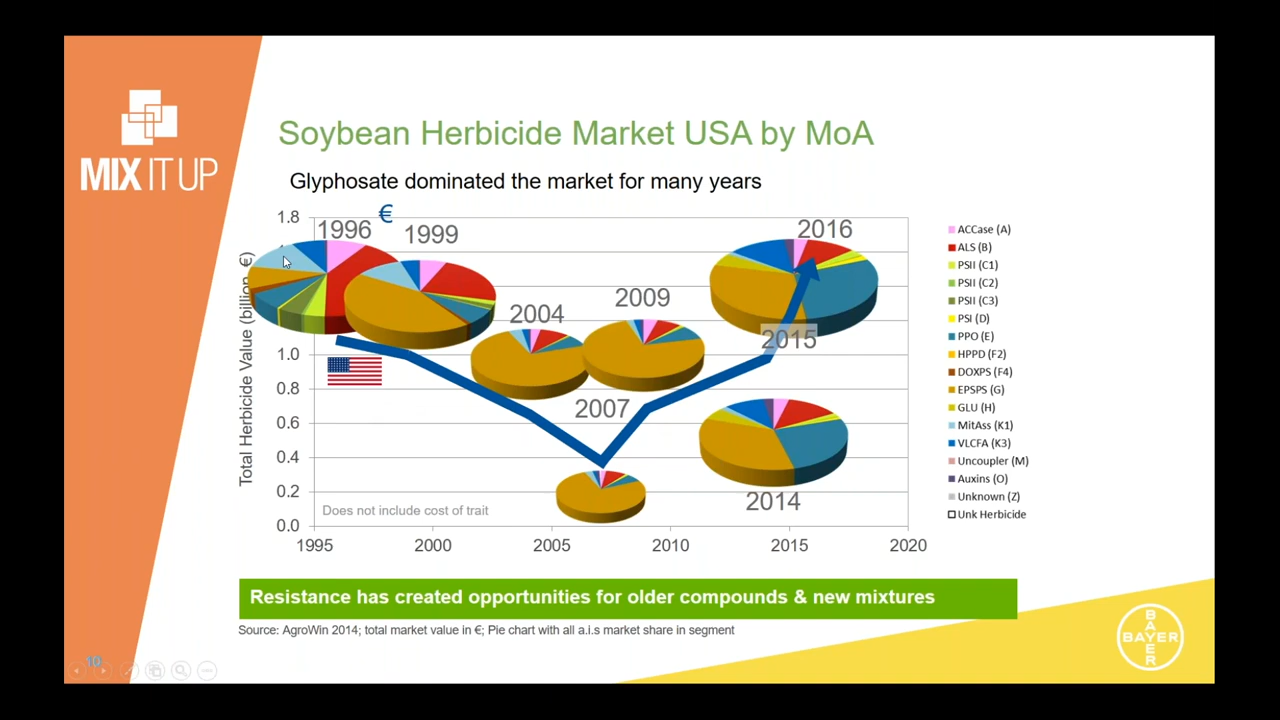 MIX IT UP
Soybean Herbicide Market USA by MoA
Glyphosate dominated the market for many years
Total Herbicide Value (billion €)
€
1.8
1.0
0.8
0.6
0.4
0.2
0.0
1995
2000
2005
2010
2015
2020
1996
1999
2004
2009
2007
2016
2015
2014
Does not include cost of trait
ACCase (A)
ALS (B)
PSII (C1)
PSII (C2)
PSII (C3)
PSI (D)
PPO (E)
HPPD (F2)
DOXPS (F4)
EPSPS (G)
GLU (H)
MitAss (K1)
VLCFA (K3)
Uncoupler (M)
Auxins (O)
Unknown (Z)
Unk Herbicide
Resistance has created opportunities for older compounds & new mixtures
Source: AgroWin 2014; total market value in €; Pie chart with all a.i.s market share in segment
10
BAYER
BAYER